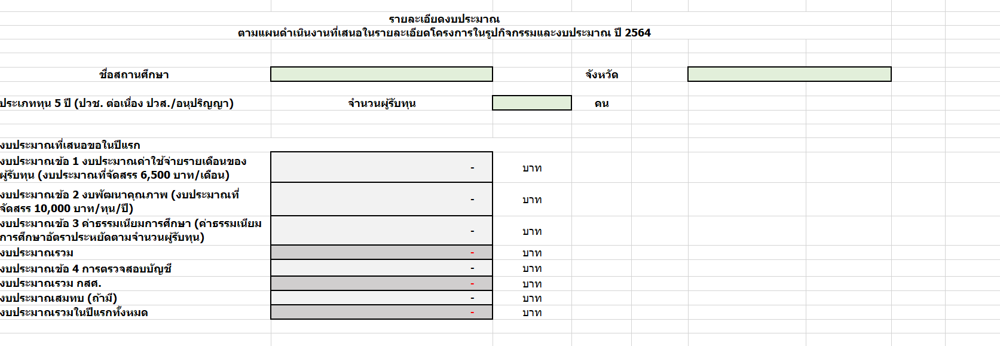 รายละเอียดงบประมาณ
ตามแผนดำเนินงานที่เสนอในรายละเอียดโครงการในรูปกิจกรรมและงบประมาณ ปี 2564
ชื่อสถานศึกษา จังหวัด
ประเภททุน 5 ปี (ปวช. ต่อเนื่อง ปวส./อนุปริญญา) จำนวนผู้รับทุน คน
งบประมาณที่เสนอขอในปีแรก
งบประมาณข้อ 1 งบประมาณค่าใช้จ่ายรายเดือนของ
ผู้รับทุน (งบประมาณที่จัดสรร 6,500 บาท/เดือน) - บาท
งบประมาณข้อ 2 งบพัฒนาคุณภาพ (งบประมาณที่
จัดสรร 10,000 บาท/ทุน/ปี) - บาท
งบประมาณข้อ 3 ค่าธรรมเนียมการศึกษา (ค่าธรรมเนียม
การศึกษาอัตราประหยัดตามจำนวนผู้รับทุน) - บาท
งบประมาณรวม - บาท
งบประมาณข้อ 4 การตรวจสอบบัญชี - บาท
งบประมาณรวม กสศ. - บาท
งบประมาณสมทบ (ถ้ามี) - บาท
งบประมาณรวมในปีแรกทั้งหมด - บาท